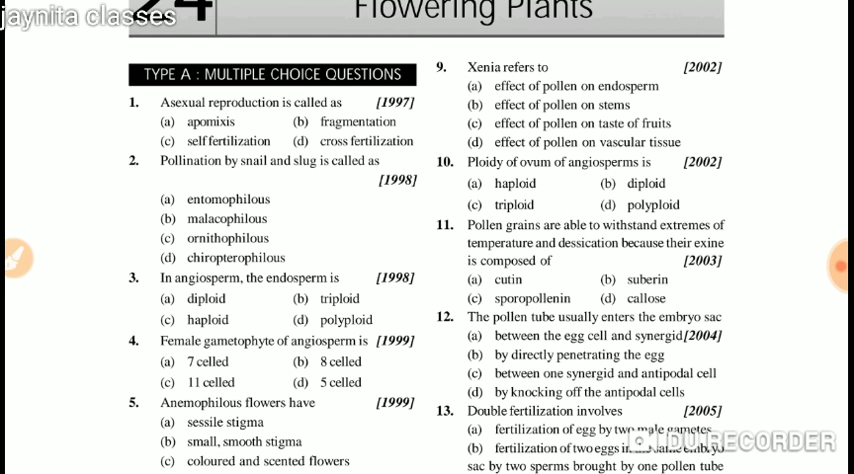 jaynita classes
24
Flowering Plants
TYPE A : MULTIPLE CHOICE QUESTIONS
1. Asexual reproduction is called as [1997]
(a) apomixis (b) fragmentation
(c) self fertilization (d) cross fertilization
2. Pollination by snail and slug is called as
[1998]
(a) entomophilous
(b) malacophilous
(c) ornithophilous
(d) chiropterophilous
3. In angiosperm, the endosperm is [1998]
(a) diploid (b) triploid
(c) haploid (d) polyploid
4. Female gametophyte of angiosperm is [1999]
(a) 7 celled (b) 8 celled
(c) 11 celled (d) 5 celled
5. Anemophilous flowers have [1999]
(a) sessile stigma
(b) small, smooth stigma
(c) coloured and scented flowers
9. Xenia refers to [2002]
(a) effect of pollen on endosperm
(b) effect of pollen on stems
(c) effect of pollen on taste of fruits
(d) effect of pollen on vascular tissue
10. Ploidy of ovum of angiosperms is [2002]
(a) haploid (b) diploid
(c) triploid (d) polyploid
11. Pollen grains are able to withstand extremes of
temperature and dessication because their exine
is composed of [2003]
(a) cutin (b) suberin
(c) sporopollenin (d) callose
12. The pollen tube usually enters the embryo sac
(a) between the egg cell and synergid [2004]
(b) by directly penetrating the egg
(c) between one synergid and antipodal cell
(d) by knocking off the antipodal cells
13. Double fertilization involves [2005]
(a) fertilization of egg by two male gametes
(b) fertilization of two eggs in the same embryo
sac by two sperms brought by one pollen tube
DU RECORDER